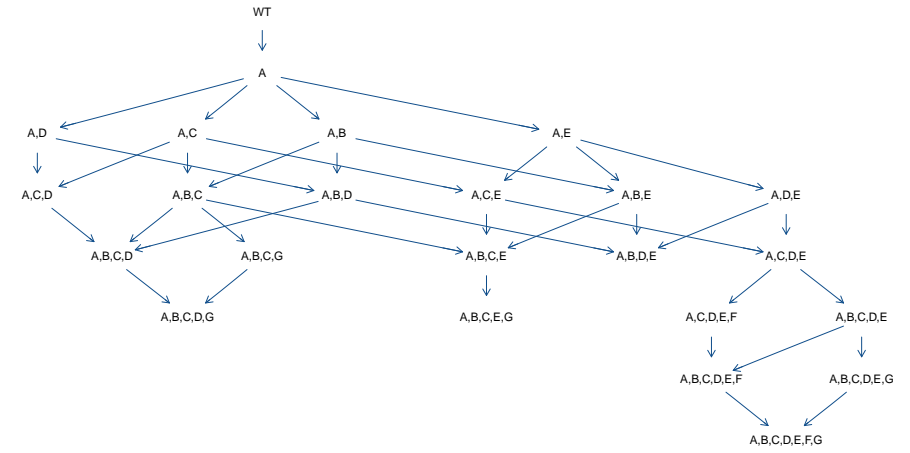 WT
A
A,D
A,C
A,B
A,E
A,C,D
A,B,C
A,B,D
A,C,E
A,B,E
A,D,E
A,B,C,D
A,B,C,G
A,B,C,E
A,B,D,E
A,C,D,E
A,B,C,D,G
A,B,C,E,G
A,C,D,E,F
A,B,C,D,E
A,B,C,D,E,F
A,B,C,D,E,G
A,B,C,D,E,F,G